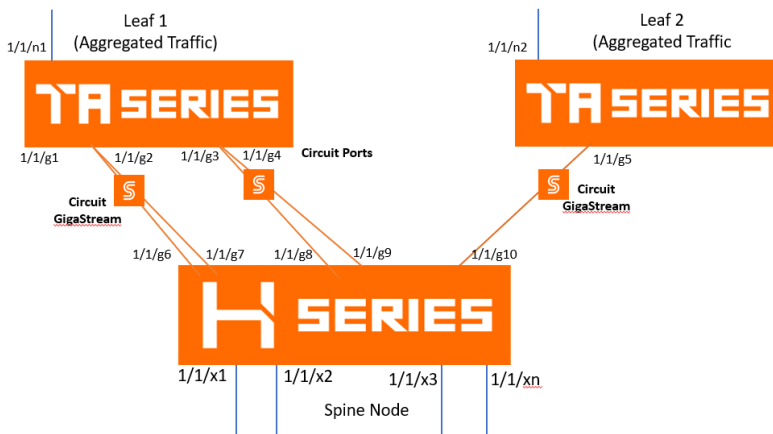 Leaf 1
(Aggregated Traffic)
1/1/n1
TA SERIES
1/1/g1
1/1/g2
1/1/g3
1/1/g4
Circuit Ports
Leaf 2
(Aggregated Traffic
1/1/n2
TA SERIES
1/1/g5
S
Circuit
GigaStream
S
S
Circuit
GigaStream
1/1/g6
1/1/g7
1/1/g8
1/1/g9
1/1/g10
H SERIES
1/1/x1
1/1/x2
1/1/x3
1/1/xn
Spine Node